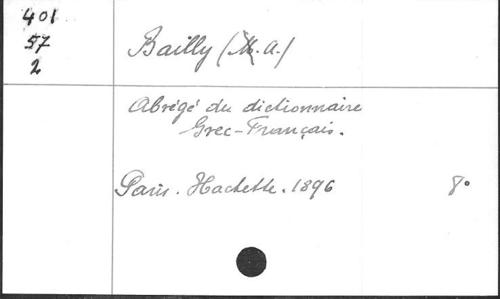 401
57
2
Bailly (M. A.)
Abrégé du dictionnaire
Grec-Français.
Paris. Hachette. 1896 8°